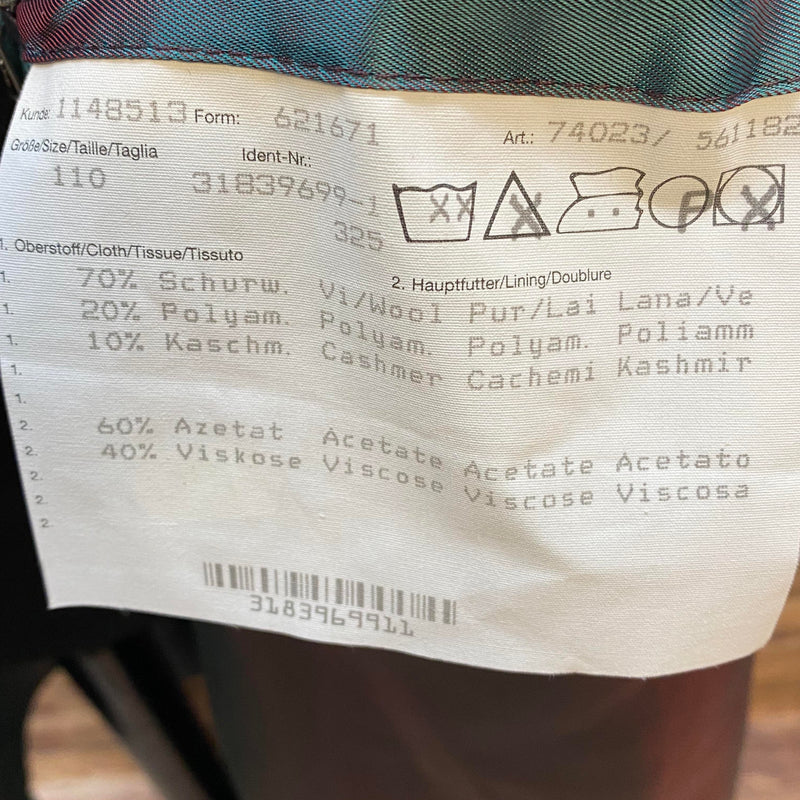 Kunde: 1148513 Form: 621671 Art.: 74023/ 561182
Größe/Size/Taille/Taglia Ident-Nr.:
110 31839699-1
325
XX X F X
1. Oberstoff/Cloth/Tissue/Tissuto 2. Hauptfutter/Lining/Doublure
1. 70% Schurw. Vi/Wool Pur/Lai Lana/Ve
1. 20% Polyam. Polyam. Polyam. Poliamm
1. 10% Kaschm. Cashmer Cachemi Kashmir
1.
1.
2. 60% Azetat Acetate Acetate Acetato
2. 40% Viskose Viscose Viscose Viscosa
2.
2.
2.
3183969911